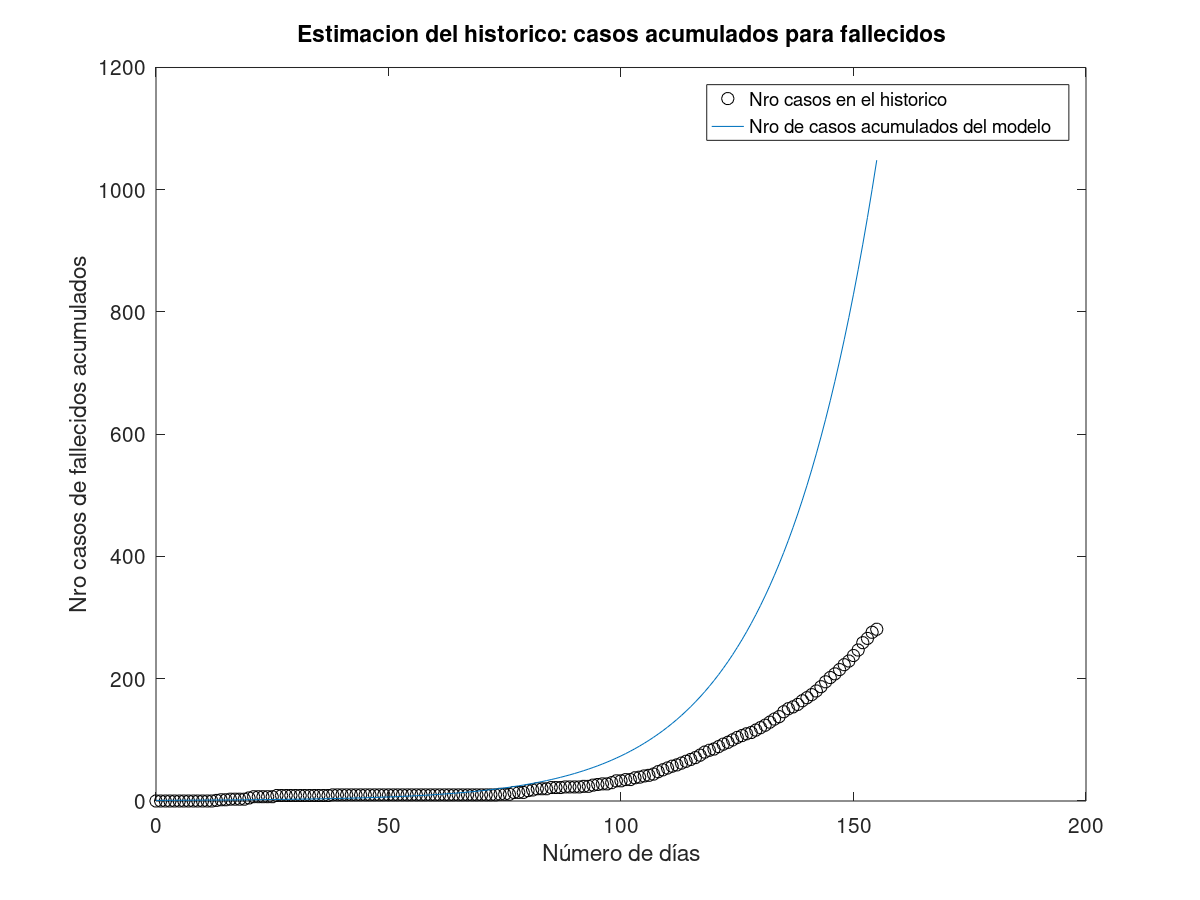 Estimacion del historico: casos acumulados para fallecidos
1200
1000
800
600
400
200
0
Nro casos de fallecidos acumulados
Nro casos en el historico
Nro de casos acumulados del modelo
0 50 100 150 200
Número de días